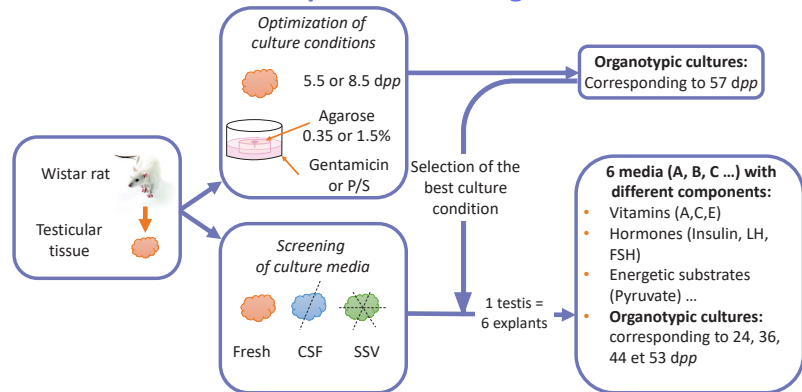 Optimization of
culture conditions
5.5 or 8.5 dpp
Agarose
0.35 or 1.5%
Gentamicin
or P/S
Organotypic cultures:
Corresponding to 57 dpp
Wistar rat
Testicular
tissue
Selection of the
best culture
condition
Screening
of culture media
Fresh CSF SSV
1 testis =
6 explants
6 media (A, B, C ...) with
different components:
• Vitamins (A,C,E)
• Hormones (Insulin, LH,
FSH)
• Energetic substrates
(Pyruvate) ...
• Organotypic cultures:
corresponding to 24, 36,
44 et 53 dpp